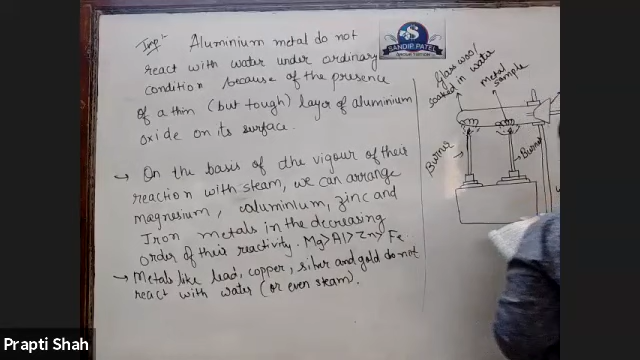 Imp:- Aluminium metal do not
react with water under ordinary
condition because of the presence
of a thin (but tough) layer of aluminium
oxide on its surface.
→ On the basis of the vigour of their
reaction with steam, we can arrange
magnesium, aluminium, zinc and
Iron metals in the decreasing
order of their reactivity. Mg>Al>Zn>Fe.
→ Metals like lead, copper, silver and gold do not
react with water (or even steam).
S
SANDIP PATEL
Glass wool
soaked in water
metal
sample
Burnur
→Burnur
Prapti Shah